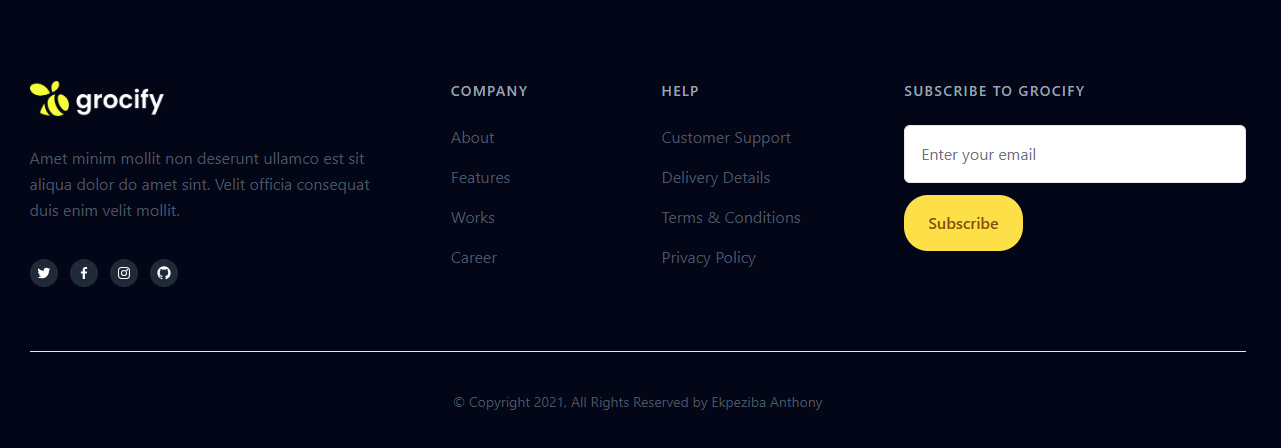 grocify
Amet minim mollit non deserunt ullamco est sit
aliqua dolor do amet sint. Velit officia consequat
duis enim velit mollit.
COMPANY
About
Features
Works
Career
HELP
Customer Support
Delivery Details
Terms & Conditions
Privacy Policy
SUBSCRIBE TO GROCIFY
Enter your email
Subscribe
© Copyright 2021, All Rights Reserved by Ekpeziba Anthony